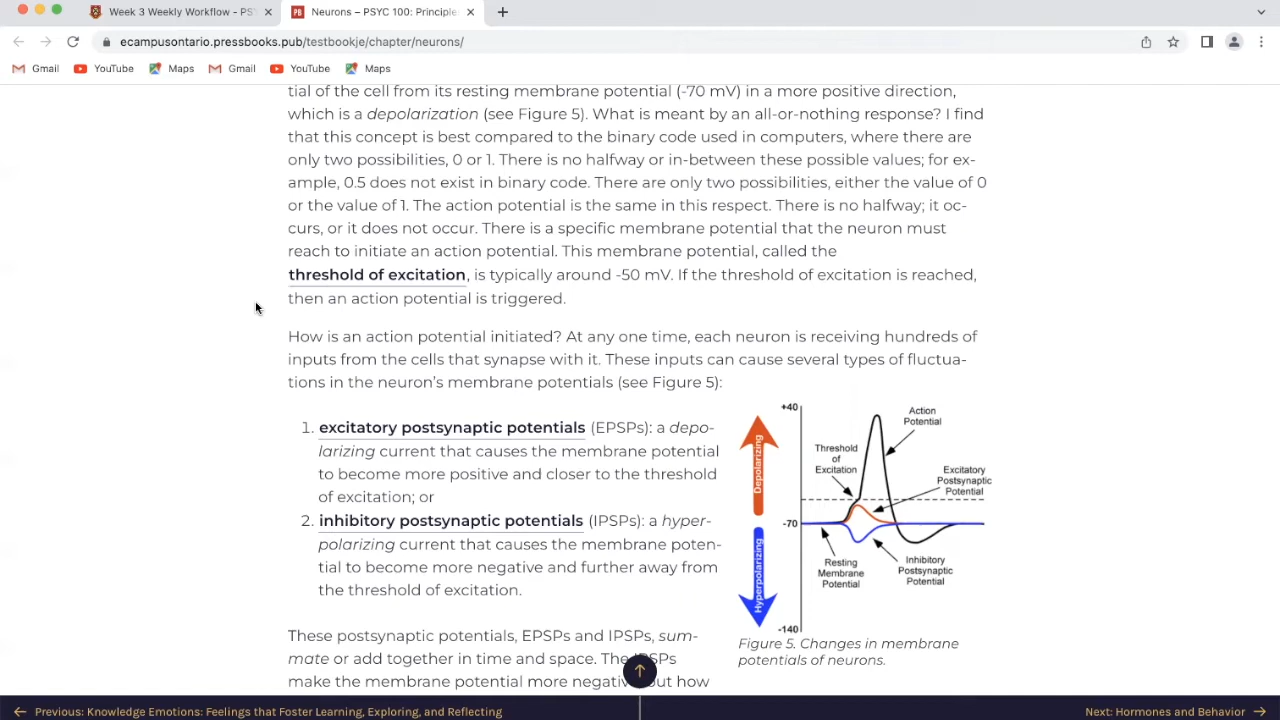 Week 3 Weekly Workflow - PSY
Neurons – PSYC 100: Principle
ecampusontario.pressbooks.pub/testbookje/chapter/neurons/
Gmail YouTube Maps Gmail YouTube Maps
tial of the cell from its resting membrane potential (-70 mV) in a more positive direction,
which is a depolarization (see Figure 5). What is meant by an all-or-nothing response? I find
that this concept is best compared to the binary code used in computers, where there are
only two possibilities, 0 or 1. There is no halfway or in-between these possible values; for ex-
ample, 0.5 does not exist in binary code. There are only two possibilities, either the value of 0
or the value of 1. The action potential is the same in this respect. There is no halfway; it oc-
curs, or it does not occur. There is a specific membrane potential that the neuron must
reach to initiate an action potential. This membrane potential, called the
threshold of excitation, is typically around -50 mV. If the threshold of excitation is reached,
then an action potential is triggered.
How is an action potential initiated? At any one time, each neuron is receiving hundreds of
inputs from the cells that synapse with it. These inputs can cause several types of fluctua-
tions in the neuron's membrane potentials (see Figure 5):
1. excitatory postsynaptic potentials (EPSPs): a depo-
larizing current that causes the membrane potential
to become more positive and closer to the threshold
of excitation; or
2. inhibitory postsynaptic potentials (IPSPs): a hyper-
polarizing current that causes the membrane poten-
tial to become more negative and further away from
the threshold of excitation.
+40
Action
Potential
Threshold
of
Excitation
Excitatory
Postsynaptic
Potential
Depolarizing
-70
Hyperpolarizing
Resting
Membrane
Potential
Inhibitory
Postsynaptic
Potential
-140
Figure 5. Changes in membrane
potentials of neurons.
These postsynaptic potentials, EPSPs and IPSPs, sum-
mate or add together in time and space. The IPSPs
make the membrane potential more negative, but how
Previous: Knowledge Emotions: Feelings that Foster Learning, Exploring, and Reflecting
Next: Hormones and Behavior